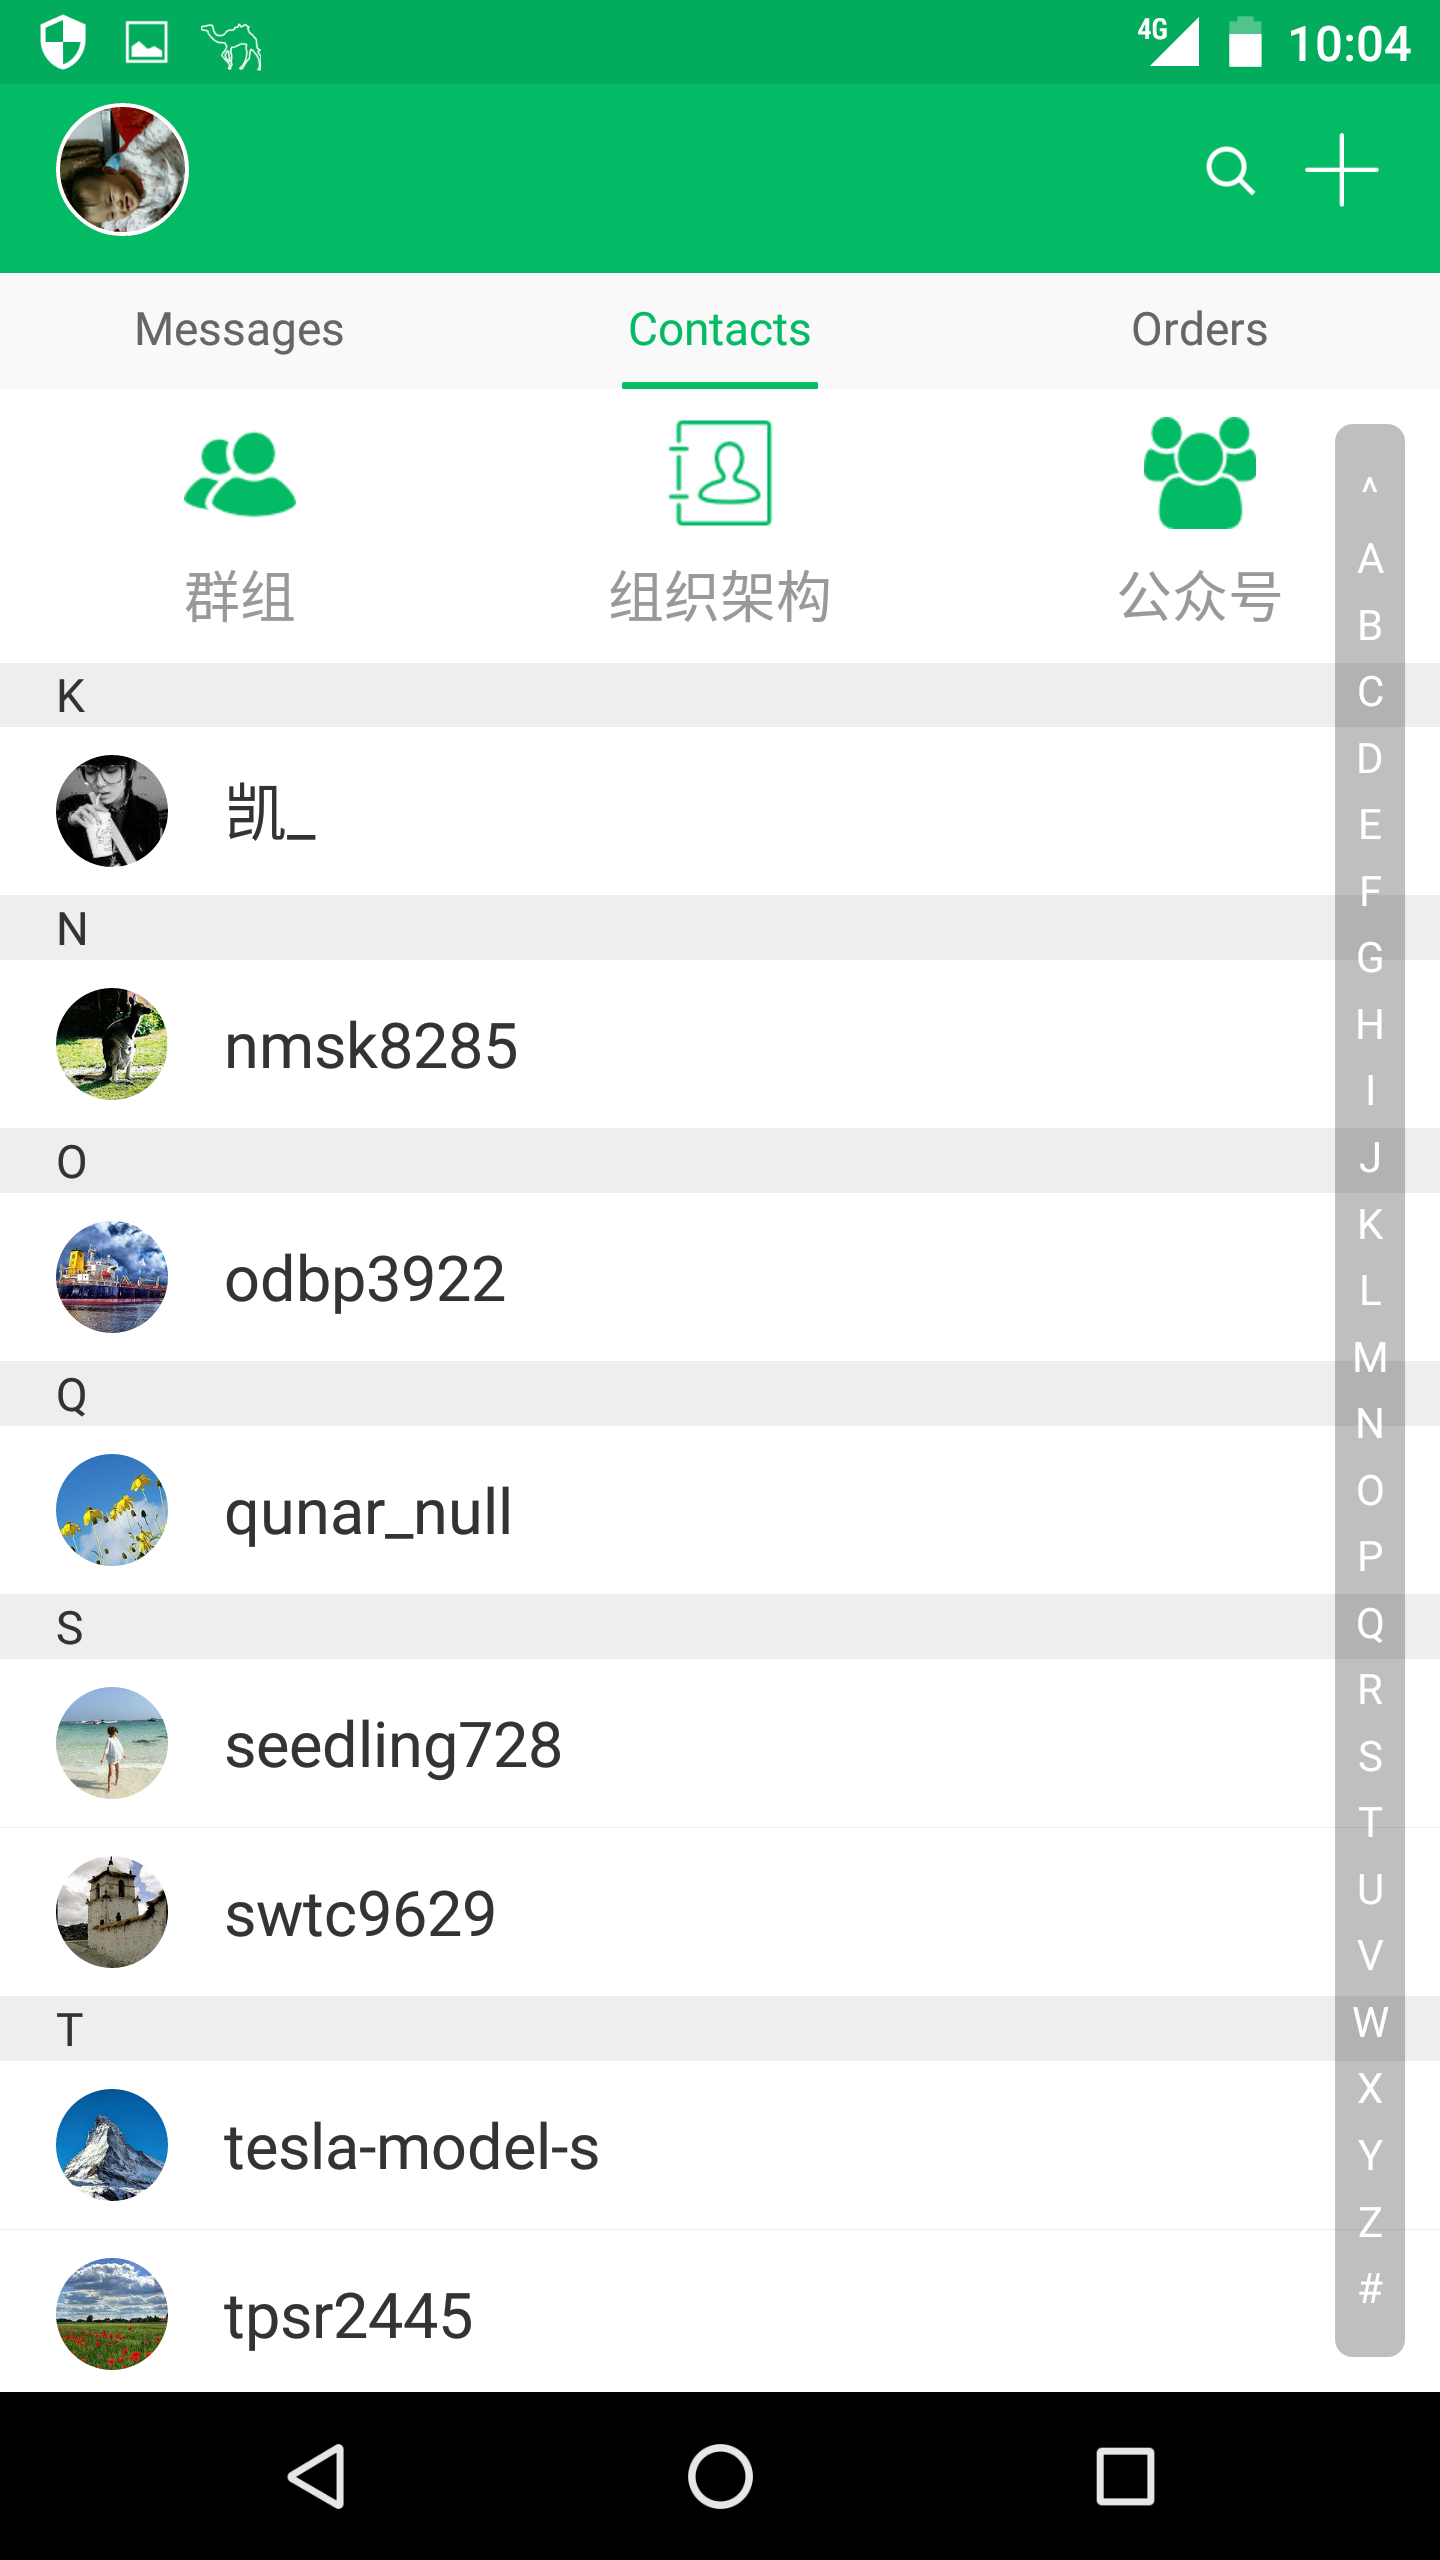 4G 10:04
Messages Contacts Orders
群组 组织架构 公众号
K
凯_
N
nmsk8285
O
odbp3922
Q
qunar_null
S
seedling728
swtc9629
T
tesla-model-s
tpsr2445
^
A
B
C
D
E
F
G
H
I
J
K
L
M
N
O
P
Q
R
S
T
U
V
W
X
Y
Z
#